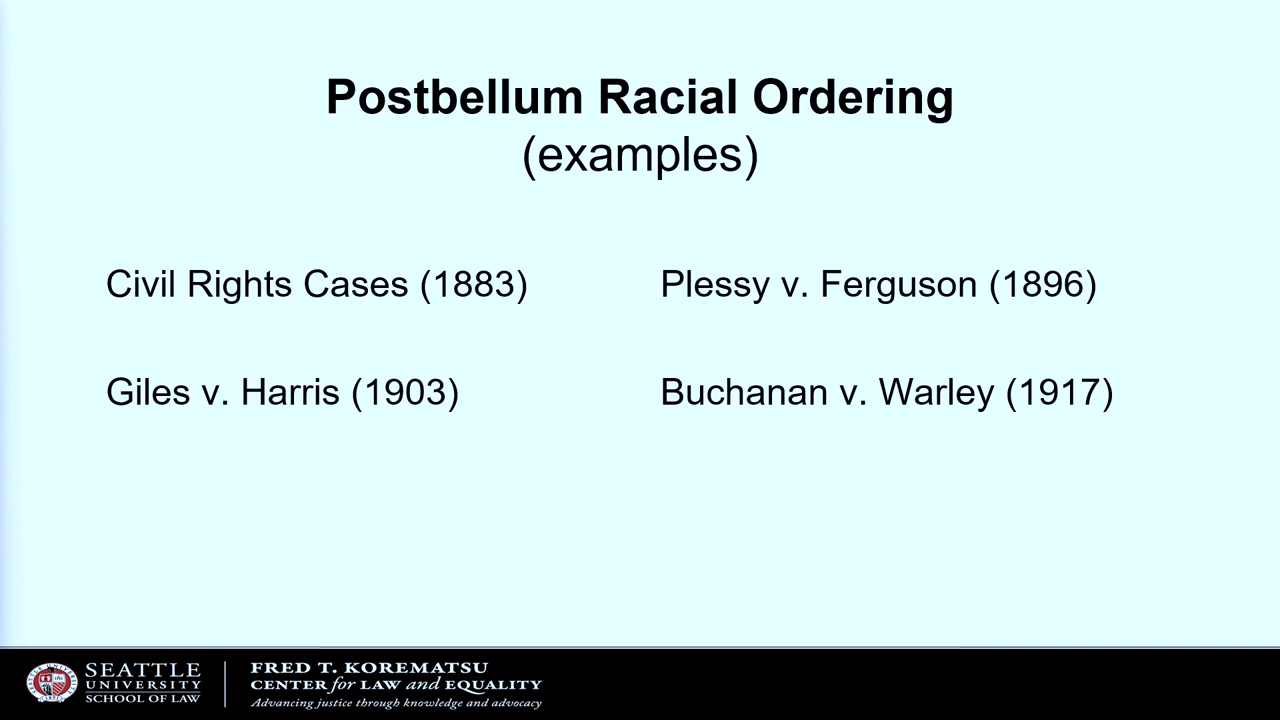 Postbellum Racial Ordering
(examples)
Civil Rights Cases (1883)
Plessy v. Ferguson (1896)
Giles v. Harris (1903)
Buchanan v. Warley (1917)
SEATTLE
UNIVERSITY
SCHOOL OF LAW
FRED T. KOREMATSU
CENTER for LAW and EQUALITY
Advancing justice through knowledge and advocacy